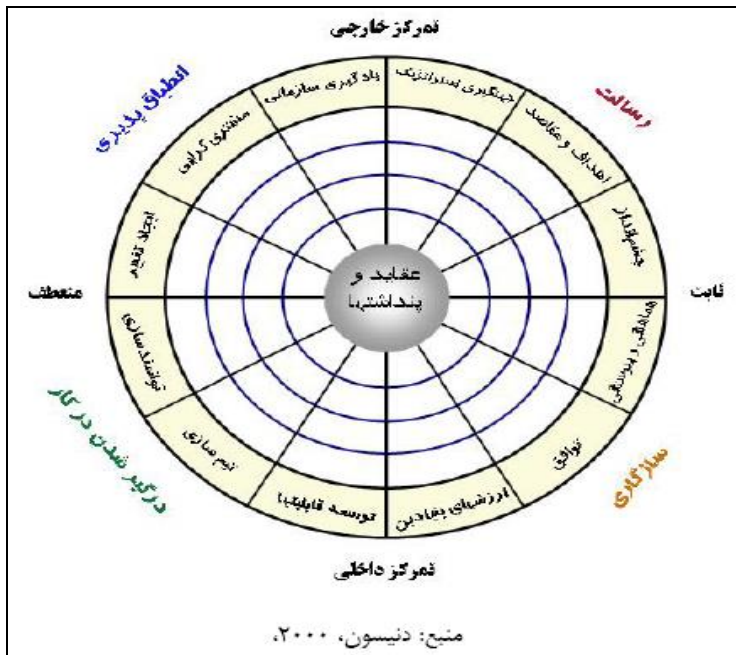 تمرکز خارجی
انطباق پذیری
رسالت
یادگیری سازمانی
جهتگیری استراتژیک
مشتری گرایی
اهداف و مقاصد
ایجاد تغییر
چشم‌انداز
منعطف
عقاید و
پنداشتها
ثابت
توانمندسازی
هماهنگی و پیوستگی
تیم سازی
توافق
توسعه قابلیتها
ارزشهای بنیادین
درگیر شدن در کار
سازگاری
تمرکز داخلی
منبع: دنیسون، ۲۰۰۰،